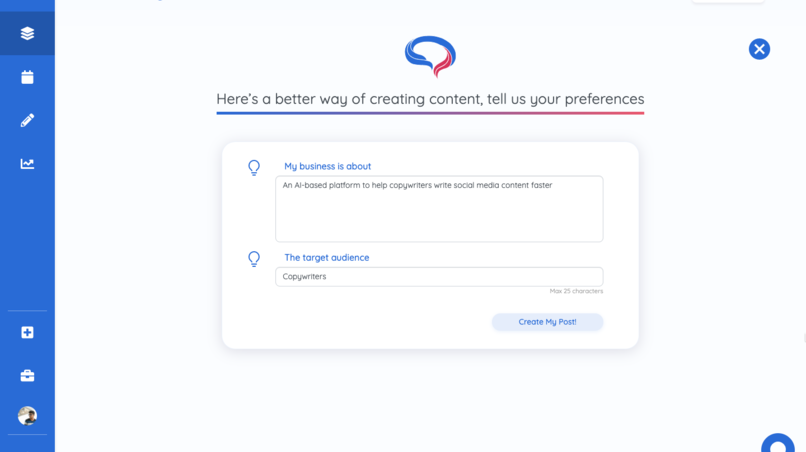 Here's a better way of creating content, tell us your preferences
My business is about
An AI-based platform to help copywriters write social media content faster
The target audience
Copywriters
Max 25 characters
Create My Post!